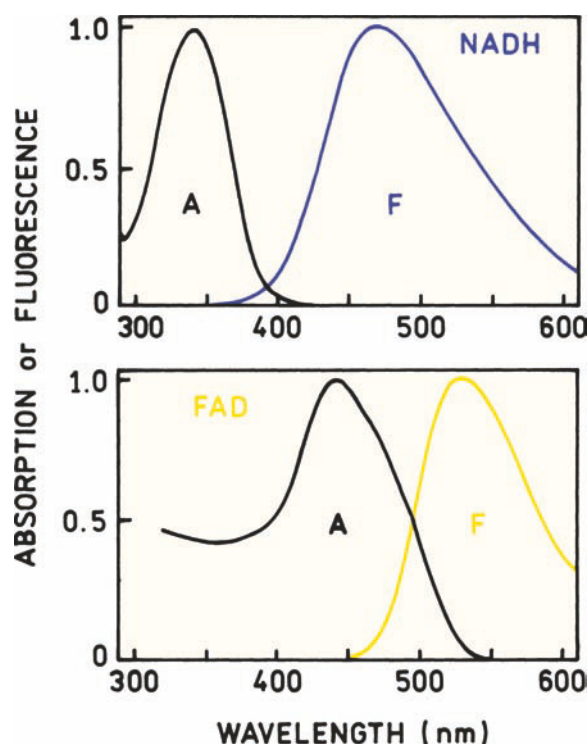 ABSORPTION or FLUORESCENCE
1.0
0.5
0
NADH
A
F
300
400
500
600
1.0
0.5
0
FAD
A
F
300
400
500
600
WAVELENGTH (nm)